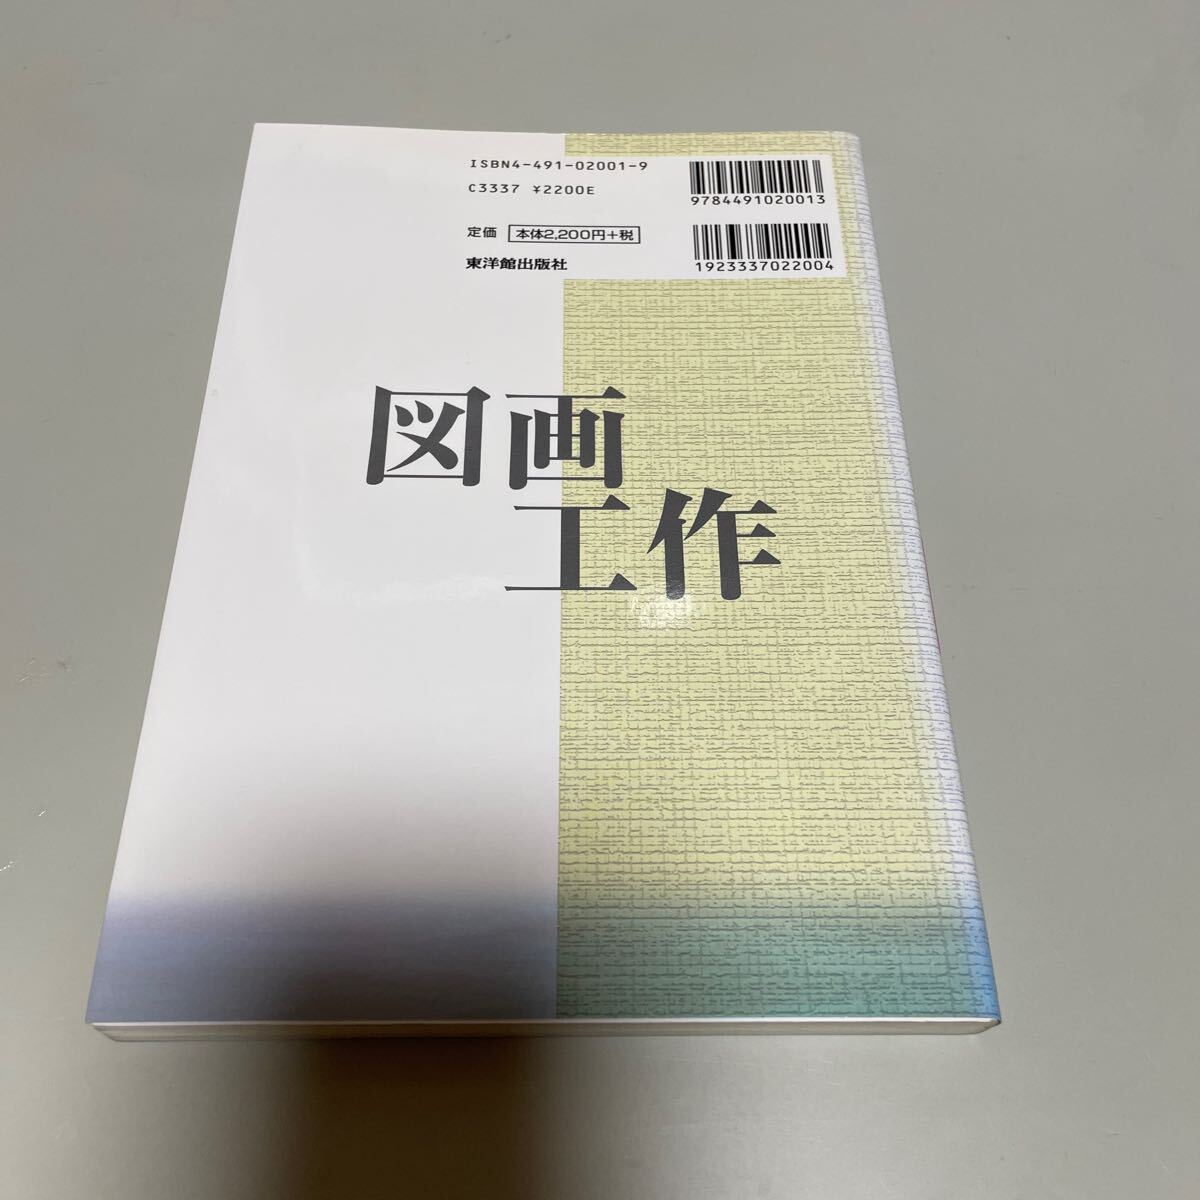 ISBN4-491-02001-9
C3337 ¥2200E
定価 本体2,200円+税
東洋館出版社
9784491020013
1923337022004
図画
工作